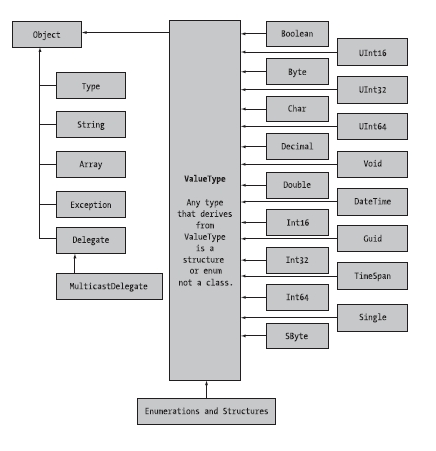 Object
Type
String
Array
Exception
Delegate
MulticastDelegate
ValueType
Any type
that derives
from
ValueType
is a
structure
or enum
not a class.
Boolean
UInt16
Byte
UInt32
Char
UInt64
Decimal
Void
Double
DateTime
Int16
Guid
Int32
TimeSpan
Int64
Single
SByte
Enumerations and Structures